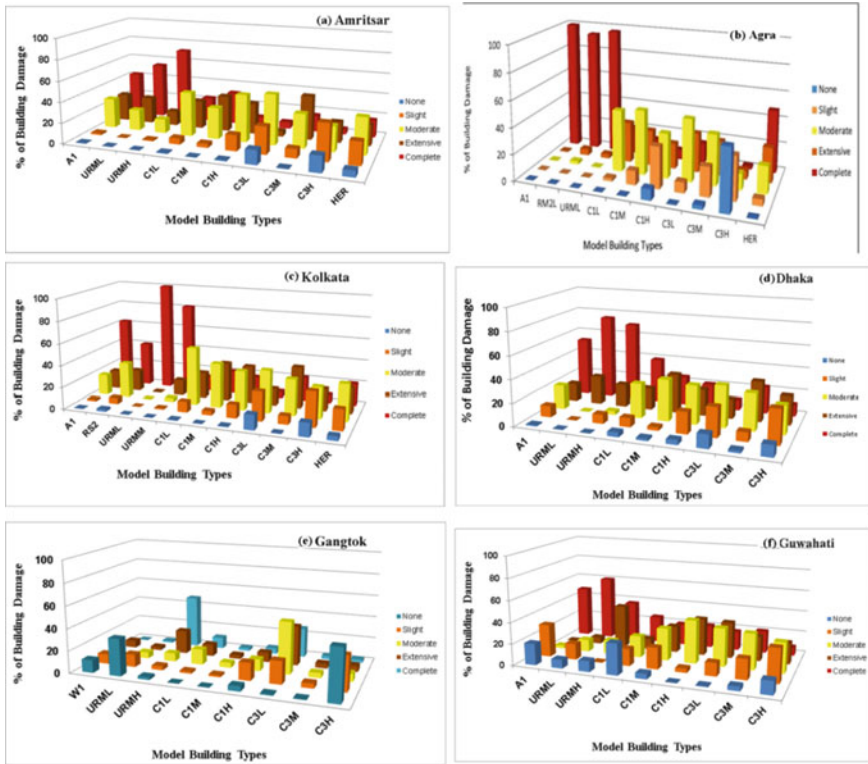 (a) Amritsar
% of Building Damage
100
80
60
40
20
0
A1
URML
URMH
C1L
C1M
C1H
C3L
C3M
C3H
HER
Model Building Types
None
Slight
Moderate
Extensive
Complete
(b) Agra
% of Building Damage
100
80
60
40
20
0
A1
RM2L
URML
C1L
C1M
C1H
C3L
C3M
C3H
HER
Model Building Types
None
Slight
Moderate
Extensive
Complete
(c) Kolkata
% of Building Damage
100
80
60
40
20
0
A1
RS2
URML
URMM
C1L
C1M
C1H
C3L
C3M
C3H
HER
Model Building Types
None
Slight
Moderate
Extensive
Complete
(d) Dhaka
% of Building Damage
100
80
60
40
20
0
A1
URML
URMH
C1L
C1M
C1H
C3L
C3M
C3H
Model Building Types
None
Slight
Moderate
Extensive
Complete
(e) Gangtok
% of Building Damage
100
80
60
40
20
0
W1
URML
URMH
C1L
C1M
C1H
C3L
C3M
C3H
Model Building Types
None
Slight
Moderate
Extensive
Complete
(f) Guwahati
% of Building Damage
100
80
60
40
20
0
A1
URML
URMH
C1L
C1M
C1H
C3L
C3M
C3H
Model Building Types
None
Slight
Moderate
Extensive
Complete